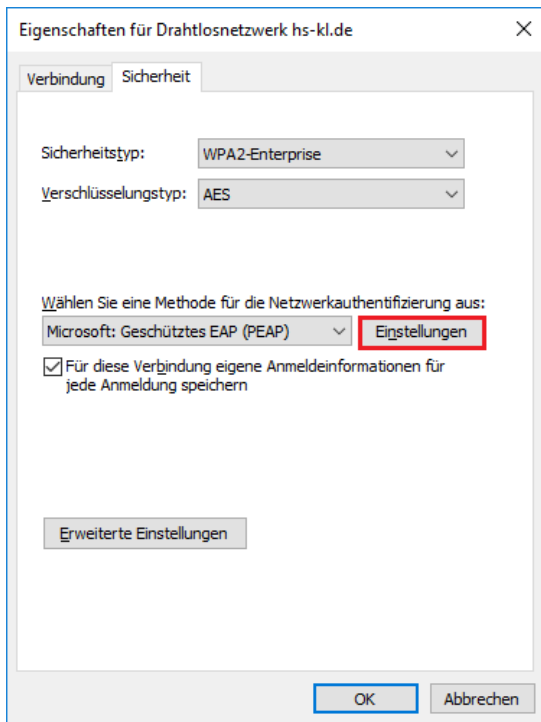 Eigenschaften für Drahtlosnetzwerk hs-kl.de
Verbindung Sicherheit
Sicherheitstyp: WPA2-Enterprise
Verschlüsselungstyp: AES
Wählen Sie eine Methode für die Netzwerkauthentifizierung aus:
Microsoft: Geschütztes EAP (PEAP) Einstellungen
Für diese Verbindung eigene Anmeldeinformationen für
jede Anmeldung speichern
Erweiterte Einstellungen
OK Abbrechen